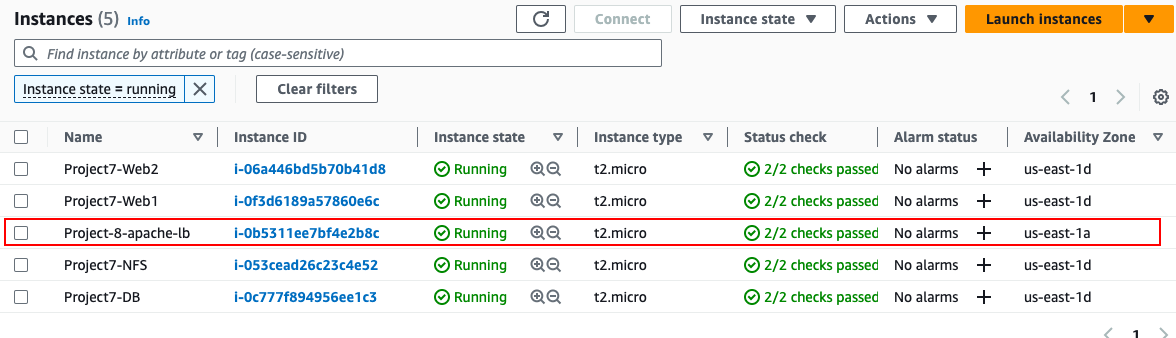 Instances (5) Info Connect Instance state Actions Launch instances
Find instance by attribute or tag (case-sensitive)
Instance state = running Clear filters
1
Name Instance ID Instance state Instance type Status check Alarm status Availability Zone
Project7-Web2 i-06a446bd5b70b41d8 Running t2.micro 2/2 checks passed No alarms us-east-1d
Project7-Web1 i-0f3d6189a57860e6c Running t2.micro 2/2 checks passed No alarms us-east-1d
Project-8-apache-lb i-0b5311ee7bf4e2b8c Running t2.micro 2/2 checks passed No alarms us-east-1a
Project7-NFS i-053cead26c23c4e52 Running t2.micro 2/2 checks passed No alarms us-east-1d
Project7-DB i-0c777f894956ee1c3 Running t2.micro 2/2 checks passed No alarms us-east-1d
1